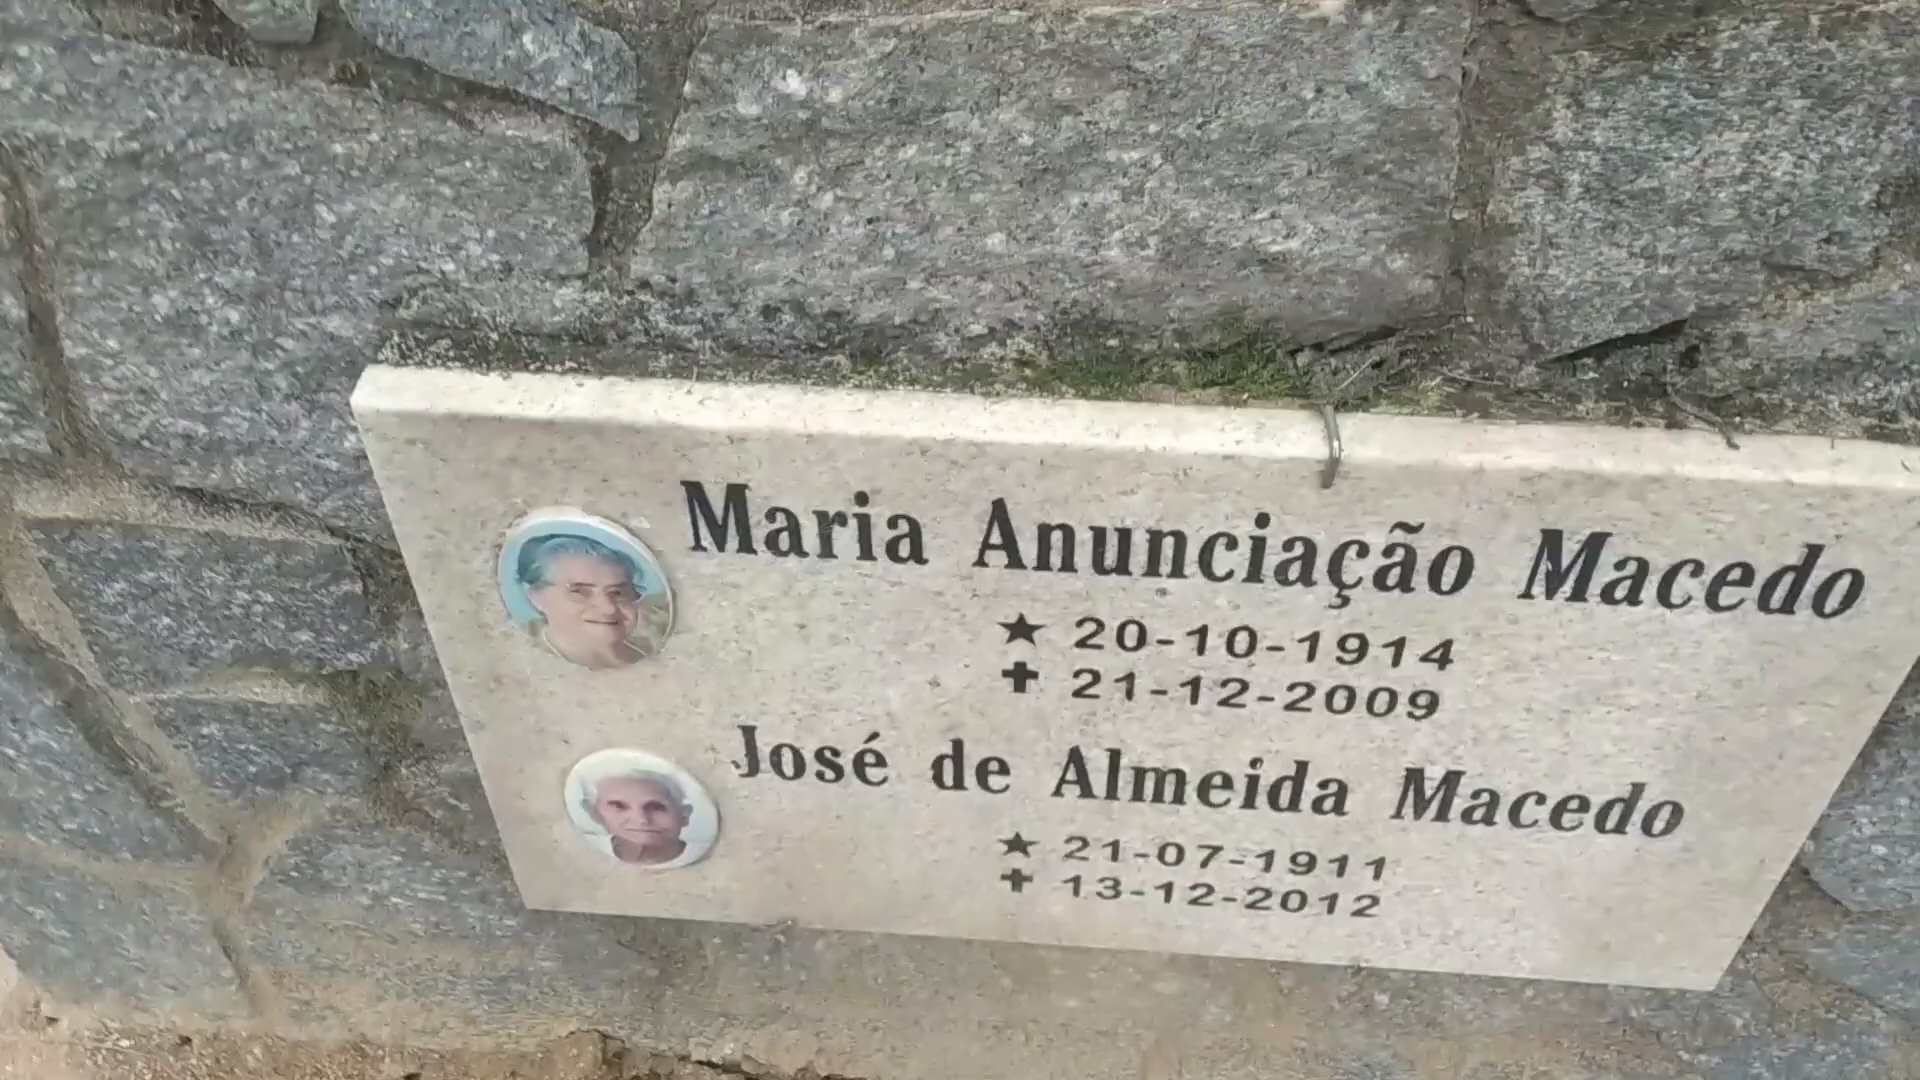 Maria Anunciação Macedo
★ 20-10-1914
✝ 21-12-2009
José de Almeida Macedo
★ 21-07-1911
✝ 13-12-2012